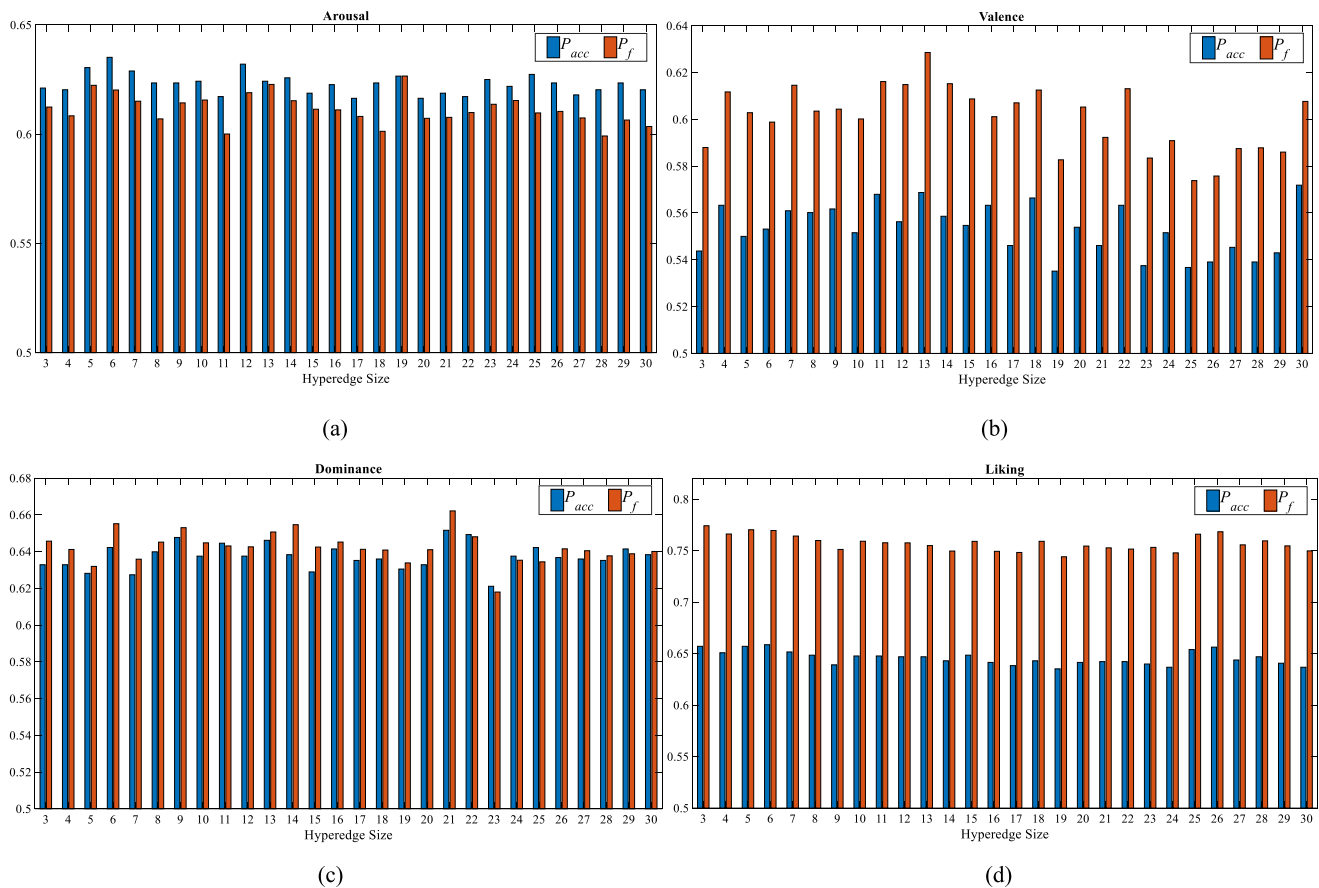 Arousal
P_acc P_f
0.65
0.6
0.55
0.5
3 4 5 6 7 8 9 10 11 12 13 14 15 16 17 18 19 20 21 22 23 24 25 26 27 28 29 30
Hyperedge Size
(a)
Valence
P_acc P_f
0.64
0.62
0.6
0.58
0.56
0.54
0.52
0.5
3 4 5 6 7 8 9 10 11 12 13 14 15 16 17 18 19 20 21 22 23 24 25 26 27 28 29 30
Hyperedge Size
(b)
Dominance
P_acc P_f
0.68
0.66
0.64
0.62
0.6
0.58
0.56
0.54
0.52
0.5
3 4 5 6 7 8 9 10 11 12 13 14 15 16 17 18 19 20 21 22 23 24 25 26 27 28 29 30
Hyperedge Size
(c)
Liking
P_acc P_f
0.8
0.75
0.7
0.65
0.6
0.55
0.5
3 4 5 6 7 8 9 10 11 12 13 14 15 16 17 18 19 20 21 22 23 24 25 26 27 28 29 30
Hyperedge Size
(d)